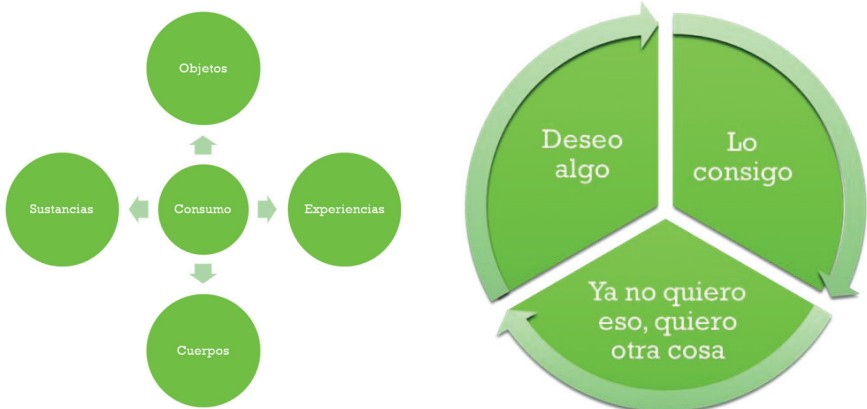 Objetos
Sustancias
Consumo
Experiencias
Cuerpos
Deseo
algo
Lo
consigo
Ya no quiero
eso, quiero
otra cosa